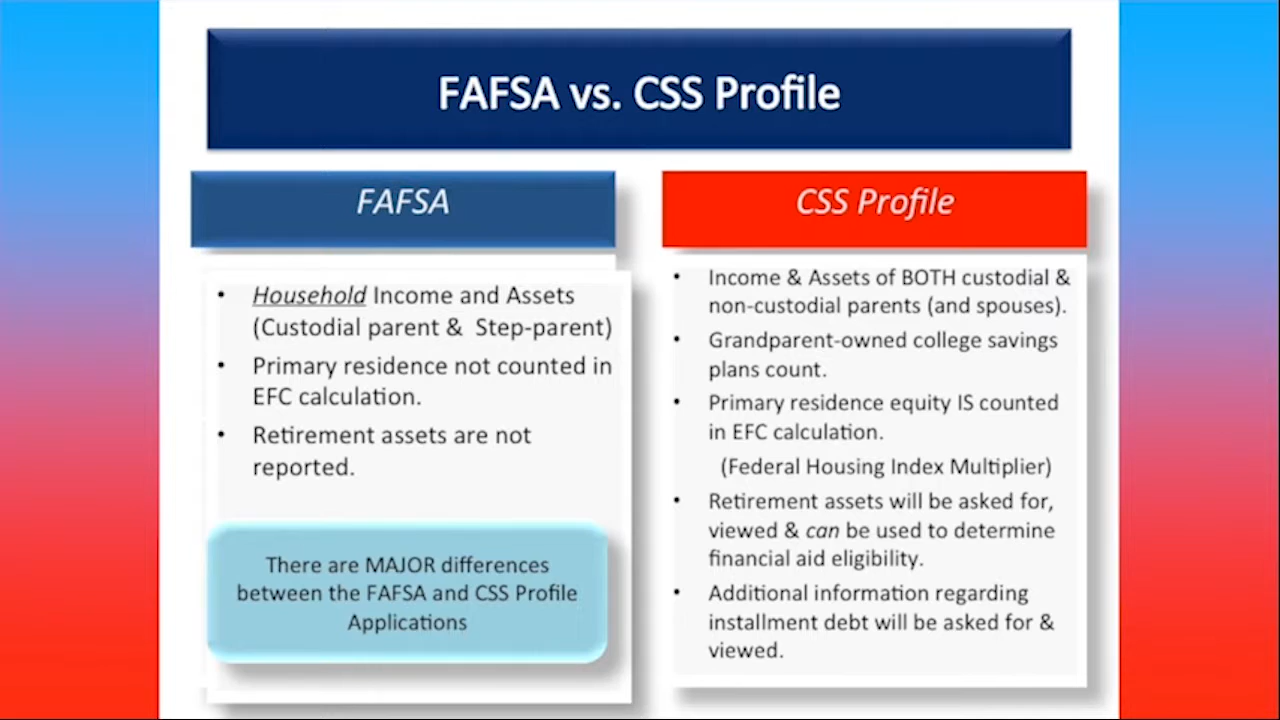 FAFSA vs. CSS Profile
FAFSA
• Household Income and Assets
(Custodial parent & Step-parent)
• Primary residence not counted in
EFC calculation.
• Retirement assets are not
reported.
There are MAJOR differences
between the FAFSA and CSS Profile
Applications
CSS Profile
• Income & Assets of BOTH custodial &
non-custodial parents (and spouses).
• Grandparent-owned college savings
plans count.
• Primary residence equity IS counted
in EFC calculation.
(Federal Housing Index Multiplier)
• Retirement assets will be asked for,
viewed & can be used to determine
financial aid eligibility.
• Additional information regarding
installment debt will be asked for &
viewed.